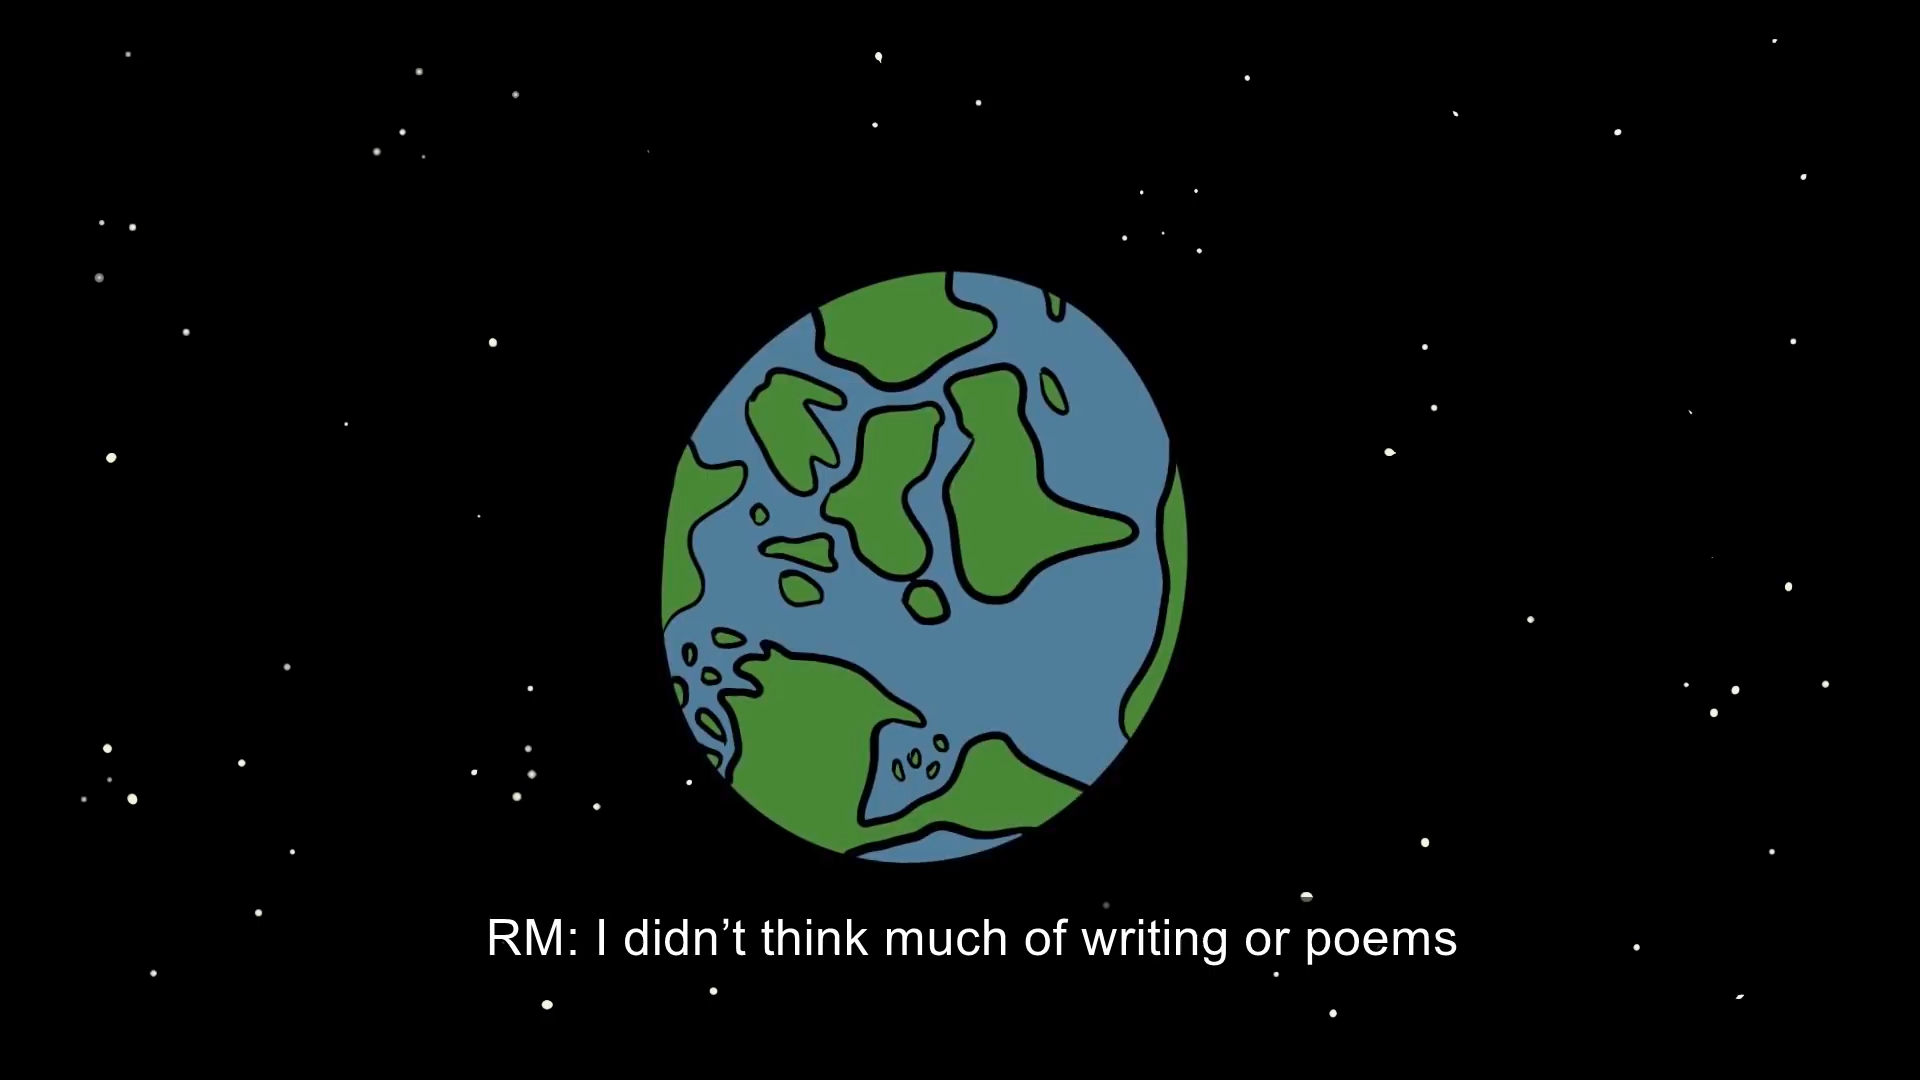 RM: I didn’t think much of writing or poems